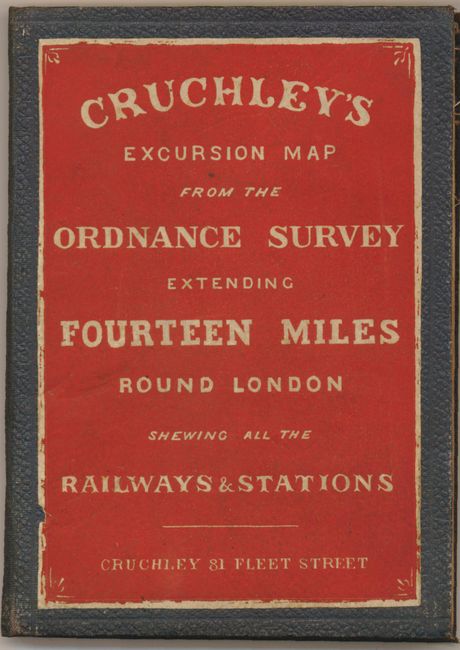 CRUCHLEY'S
EXCURSION MAP
FROM THE
ORDNANCE SURVEY
EXTENDING
FOURTEEN MILES
ROUND LONDON
SHEWING ALL THE
RAILWAYS & STATIONS
CRUCHLEY 81 FLEET STREET